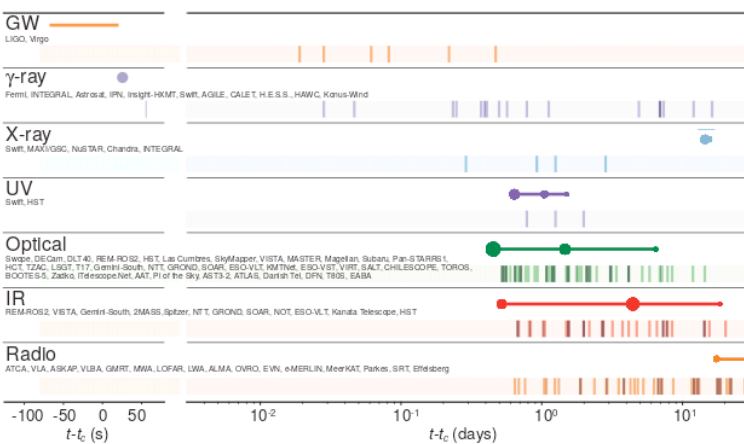 GW
LIGO, Virgo
γ-ray
Fermi, INTEGRAL, Astrosat, IPN, Insight-HXMT, Swift, AGILE, CALET, H.E.S.S., HAWC, Konus-Wind
X-ray
Swift, MAXI/GSC, NuSTAR, Chandra, INTEGRAL
UV
Swift, HST
Optical
Swope, DECam, DLT40, REM-ROS2, HST, Las Cumbres, SkyMapper, VISTA, MASTER, Magellan, Subaru, Pan-STARRS1,
HCT, TZAC, LSGT, T17, Gemini-South, NTT, GROND, SOAR, ESO-VLT, KMTNet, ESO-VST, VIRT, SALT, CHILESCOPE, TOROS,
BOOTES-5, Zadko, iTelescope.Net, AAT, Pi of the Sky, AST3-2, ATLAS, Danish Tel, DFN, T80S, EABA
IR
REM-ROS2, VISTA, Gemini-South, 2MASS,Spitzer, NTT, GROND, SOAR, NOT, ESO-VLT, Kanata Telescope, HST
Radio
ATCA, VLA, ASKAP, VLBA, GMRT, MWA, LOFAR, LWA, ALMA, OVRO, EVN, e-MERLIN, MeerKAT, Parkes, SRT, Effelsberg
-100 -50 0 50 10⁻² 10⁻¹ 10⁰ 10¹
t-t_c (s) t-t_c (days)